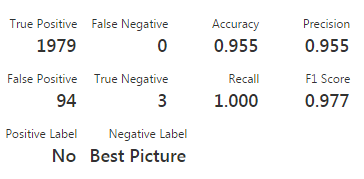 True Positive False Negative Accuracy Precision
1979 0 0.955 0.955
False Positive True Negative Recall F1 Score
94 3 1.000 0.977
Positive Label Negative Label
No Best Picture